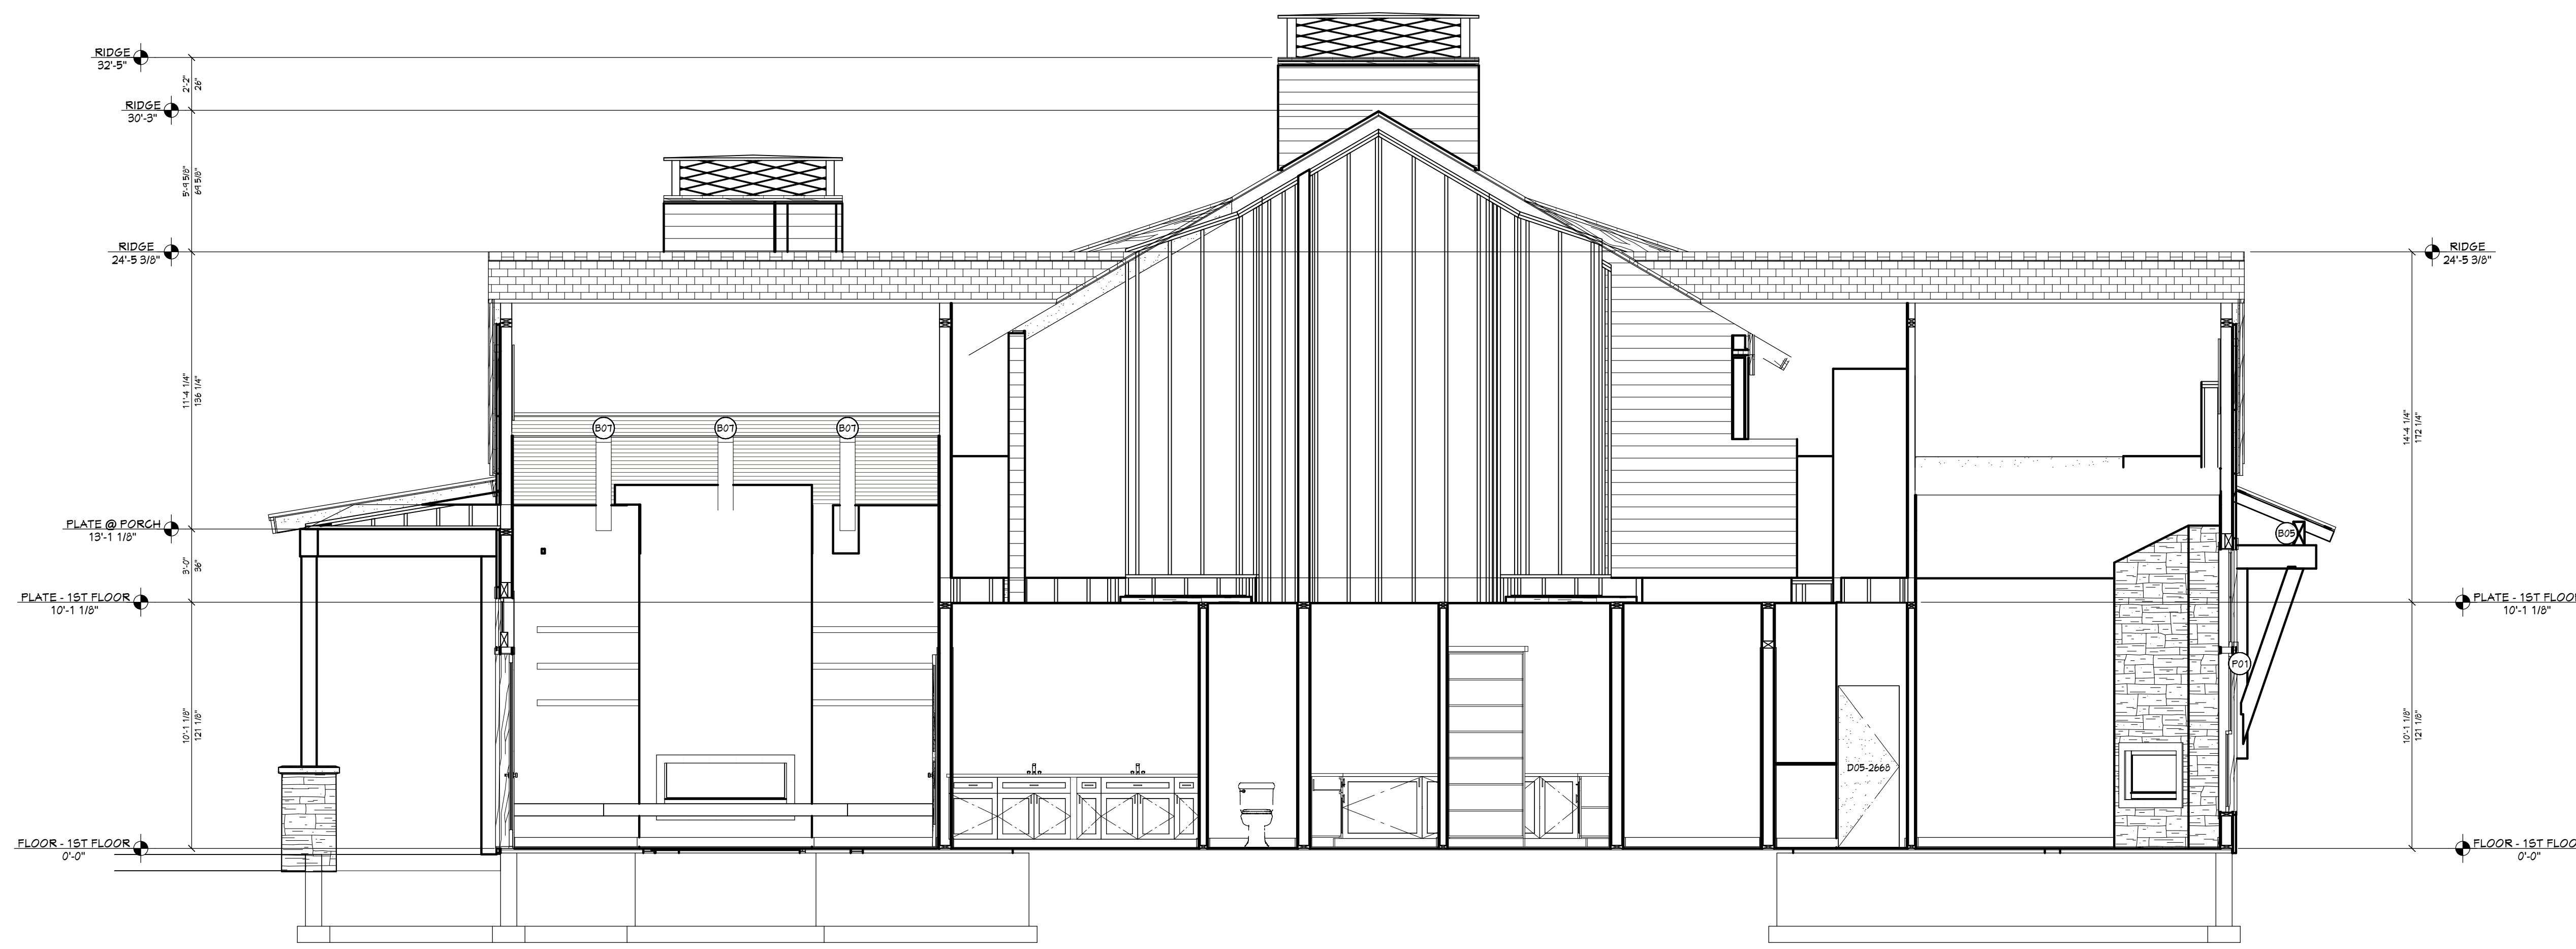 RIDGE
32'-5"
2'-2"
26"
RIDGE
30'-3"
5'-9 5/8"
69 5/8"
RIDGE
24'-5 3/8"
RIDGE
24'-5 3/8"
11'-4 1/4"
136 1/4"
14'-4 1/4"
172 1/4"
B07
B07
B07
PLATE @ PORCH
13'-1 1/8"
B05
3'-0"
36"
PLATE - 1ST FLOOR
10'-1 1/8"
PLATE - 1ST FLOOR
10'-1 1/8"
P01
10'-1 1/8"
121 1/8"
10'-1 1/8"
121 1/8"
D05-2668
FLOOR - 1ST FLOOR
0'-0"
FLOOR - 1ST FLOO
0'-0"